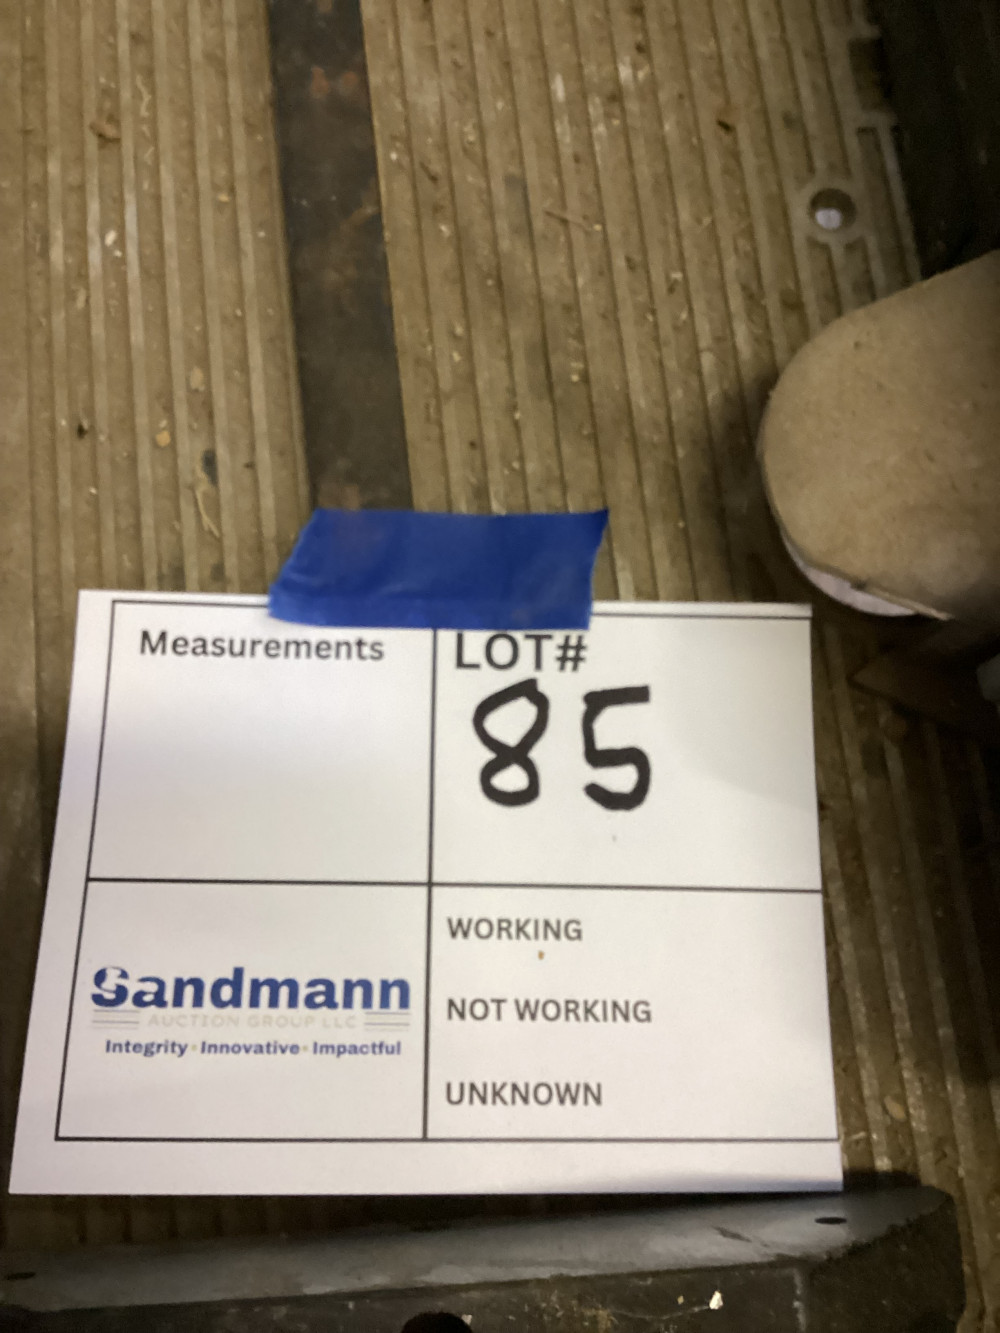 Measurements
LOT#
85
Sandmann
AUCTION GROUP LLC
Integrity · Innovative · Impactful
WORKING
NOT WORKING
UNKNOWN